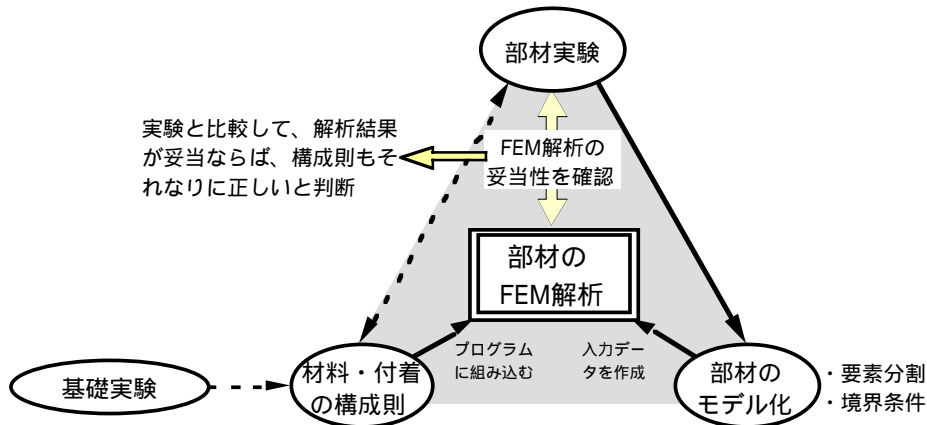 部材実験
実験と比較して、解析結果
が妥当ならば、構成則もそ
れなりに正しいと判断
FEM解析の
妥当性を確認
部材の
FEM解析
プログラム
に組み込む
入力デー
タを作成
基礎実験
材料・付着
の構成則
部材の
モデル化
・要素分割
・境界条件